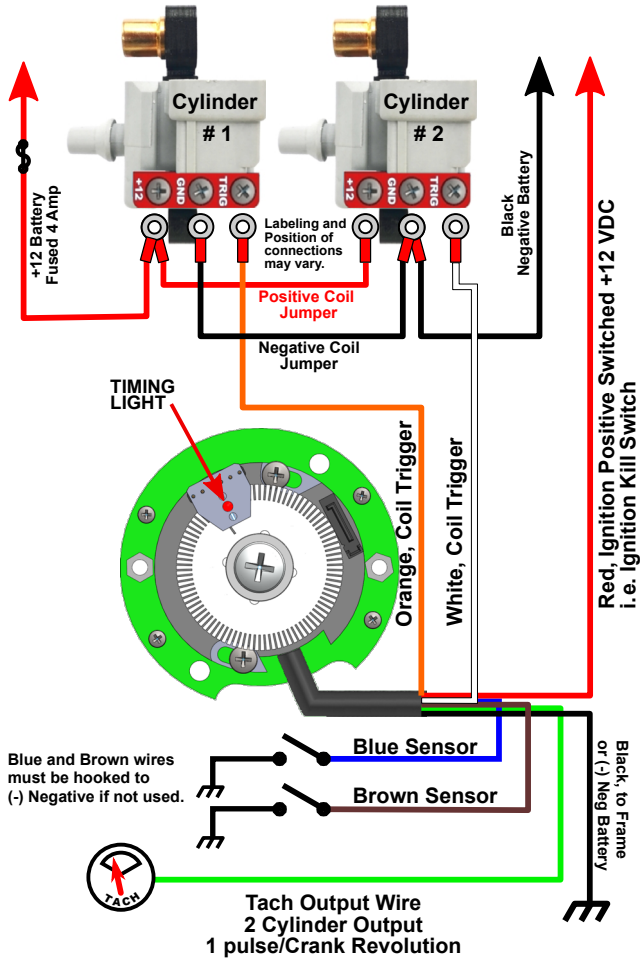 Cylinder
# 1
Cylinder
# 2
+12
GND
TRIG
+12
GND
TRIG
+12 Battery
Fused 4 Amp
Labeling and
Position of
connections
may vary.
Black
Negative Battery
Positive Coil
Jumper
Negative Coil
Jumper
TIMING
LIGHT
Orange, Coil Trigger
White, Coil Trigger
Red, Ignition Positive Switched +12 VDC
i.e. Ignition Kill Switch
Blue Sensor
Blue and Brown wires
must be hooked to
(-) Negative if not used.
Brown Sensor
Black, to Frame
or (-) Neg Battery
TACH
Tach Output Wire
2 Cylinder Output
1 pulse/Crank Revolution